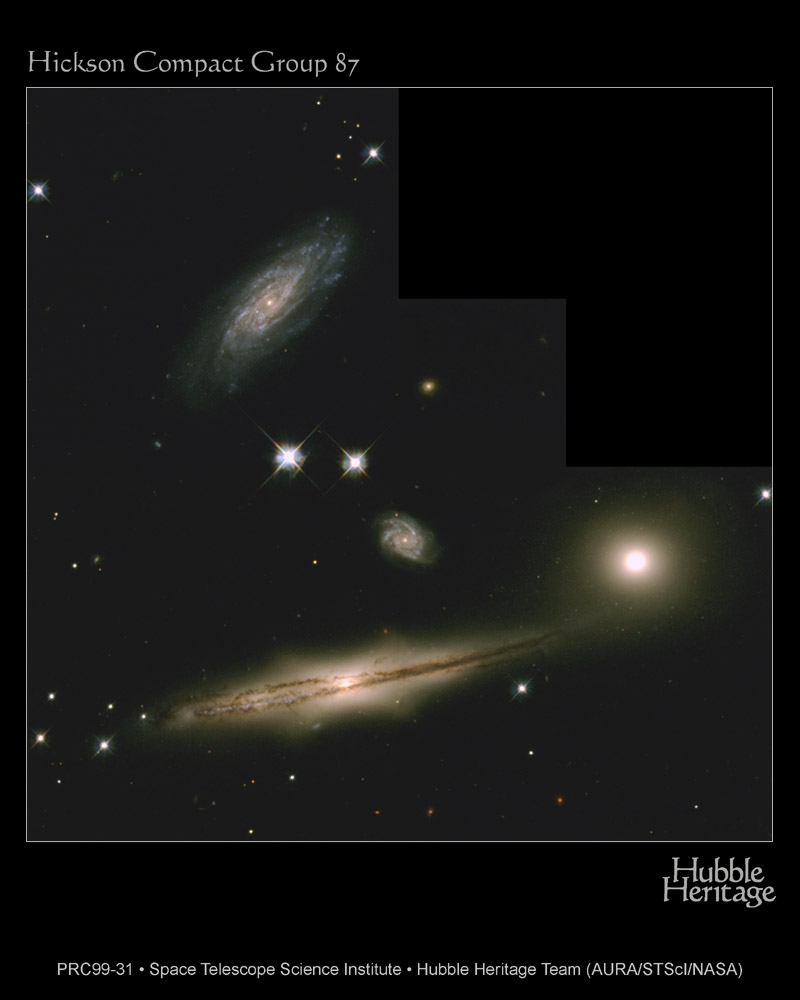 Hickson Compact Group 87
Hubble
Heritage
PRC99-31 • Space Telescope Science Institute • Hubble Heritage Team (AURA/STScI/NASA)